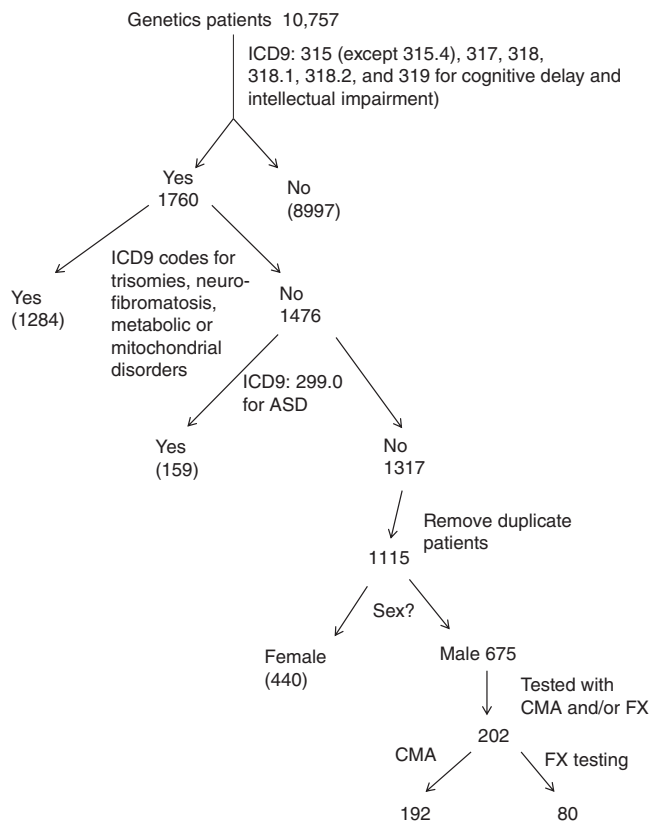 Genetics patients 10,757
ICD9: 315 (except 315.4), 317, 318,
318.1, 318.2, and 319 for cognitive delay and
intellectual impairment)
Yes
1760
No
(8997)
ICD9 codes for
trisomies, neuro-
fibromatosis,
metabolic or
mitochondrial
disorders
Yes
(1284)
No
1476
ICD9: 299.0
for ASD
Yes
(159)
No
1317
Remove duplicate
patients
1115
Sex?
Female
(440)
Male 675
Tested with
CMA and/or FX
202
CMA
FX testing
192
80